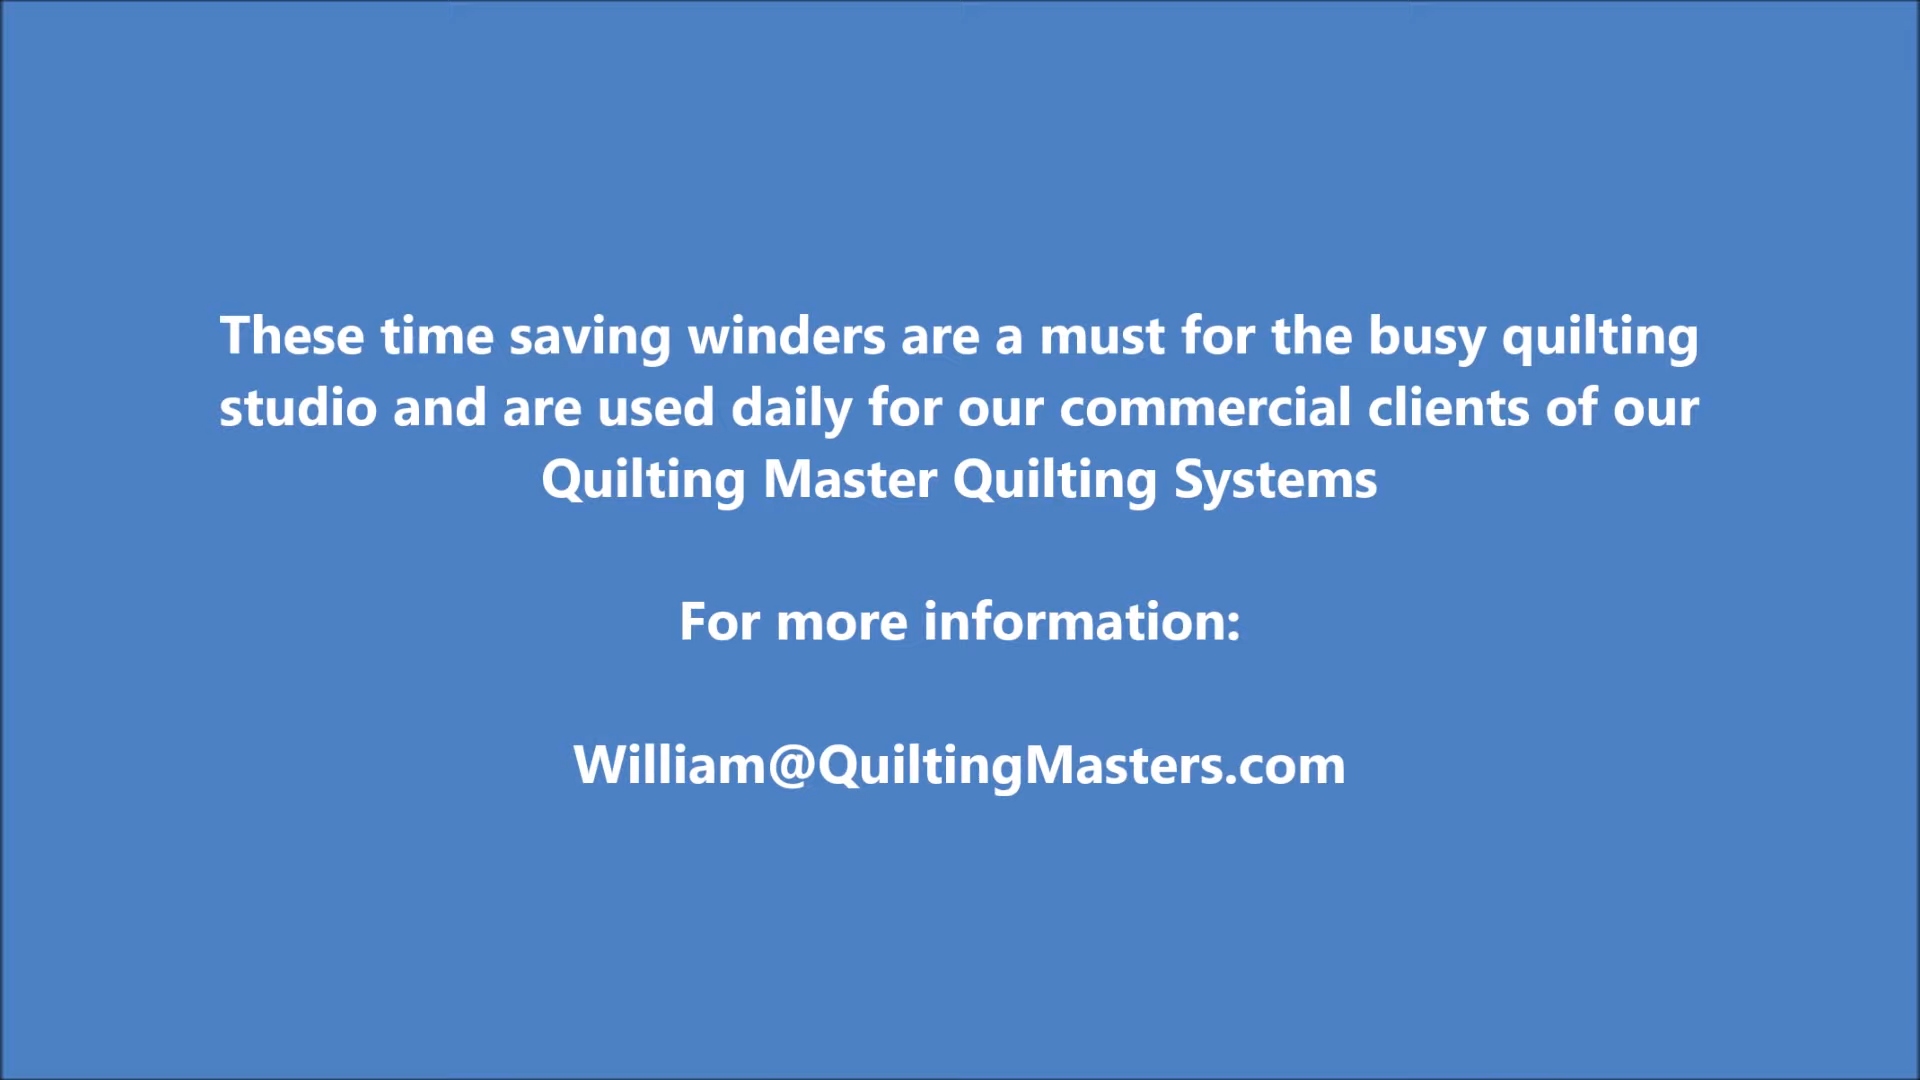 These time saving winders are a must for the busy quilting
studio and are used daily for our commercial clients of our
Quilting Master Quilting Systems
For more information:
William@QuiltingMasters.com